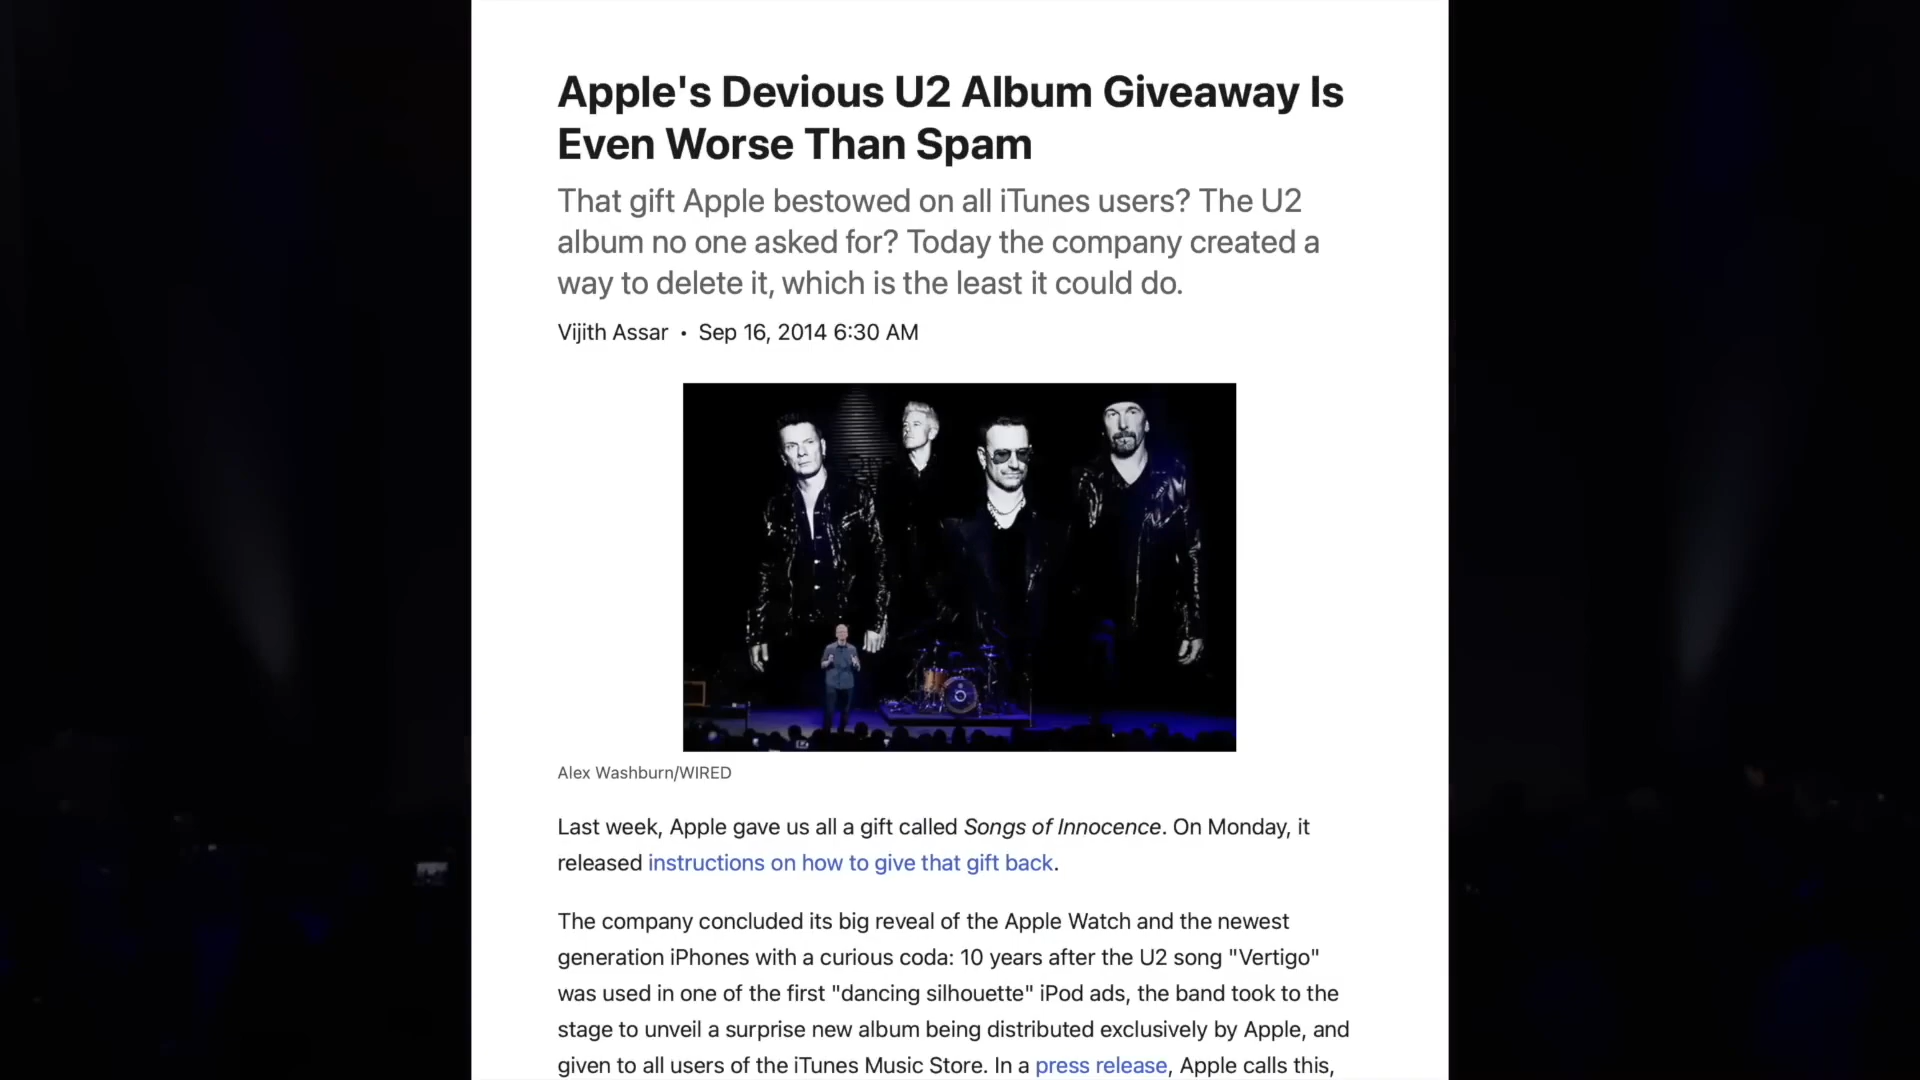 Apple's Devious U2 Album Giveaway Is
Even Worse Than Spam
That gift Apple bestowed on all iTunes users? The U2
album no one asked for? Today the company created a
way to delete it, which is the least it could do.
Vijith Assar • Sep 16, 2014 6:30 AM
Alex Washburn/WIRED
Last week, Apple gave us all a gift called Songs of Innocence. On Monday, it
released instructions on how to give that gift back.
The company concluded its big reveal of the Apple Watch and the newest
generation iPhones with a curious coda: 10 years after the U2 song "Vertigo"
was used in one of the first "dancing silhouette" iPod ads, the band took to the
stage to unveil a surprise new album being distributed exclusively by Apple, and
given to all users of the iTunes Music Store. In a press release, Apple calls this,